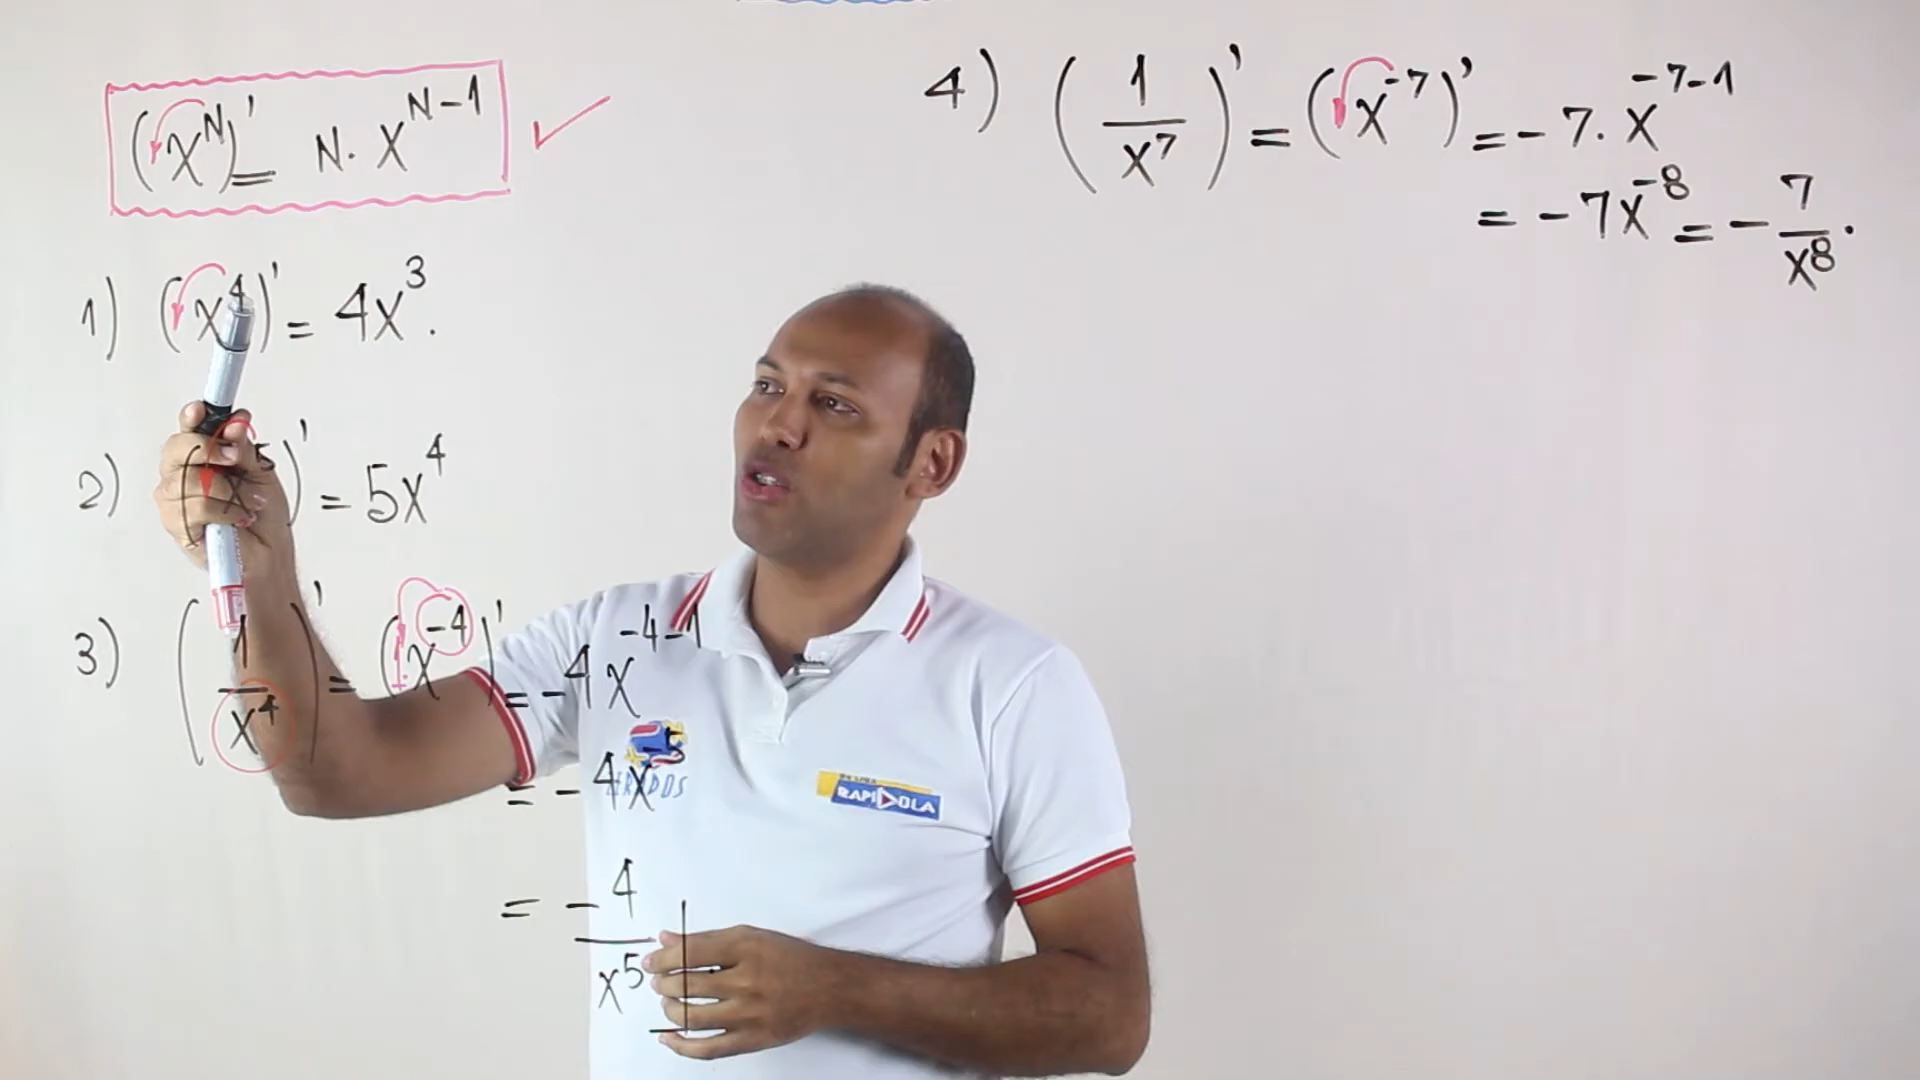 (x^N)' = N · x^(N-1)
1) (x^4)' = 4x^3.
2) (x^5)' = 5x^4
3) (1/x^4)' = (x^-4)' = -4x^(-4-1)
= -4x^-5
= -4/x^5
4) (1/x^7)' = (x^-7)' = -7. x^(-7-1)
= -7x^-8 = -7/x^8.
RAPIDOLA